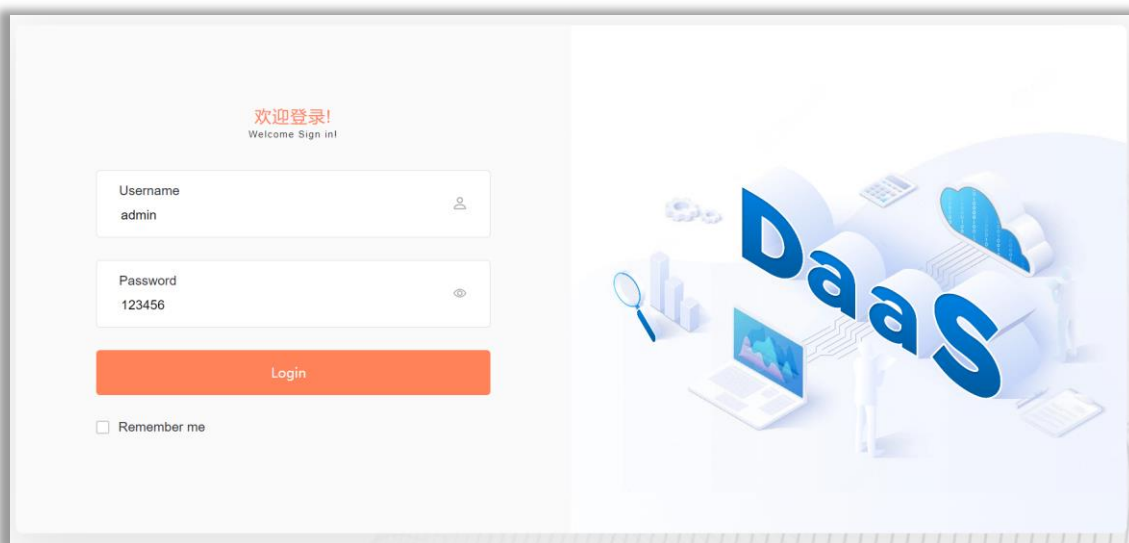 欢迎登录!
Welcome Sign in!
Username
admin
Password
123456
Login
Remember me
DaaS